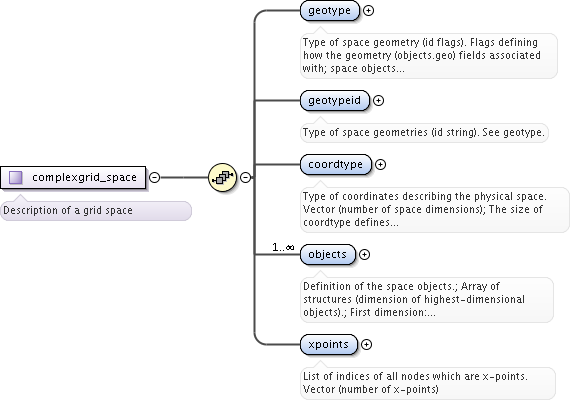 geotype
Type of space geometry (id flags). Flags defining
how the geometry (objects.geo) fields associated
with; space objects...
geotypeid
Type of space geometries (id string). See geotype.
complexgrid_space
Description of a grid space
coordtype
Type of coordinates describing the physical space.
Vector (number of space dimensions); The size of
coordtype defines...
1..∞
objects
Definition of the space objects.; Array of
structures (dimension of highest-dimensional
objects).; First dimension:...
xpoints
List of indices of all nodes which are x-points.
Vector (number of x-points)